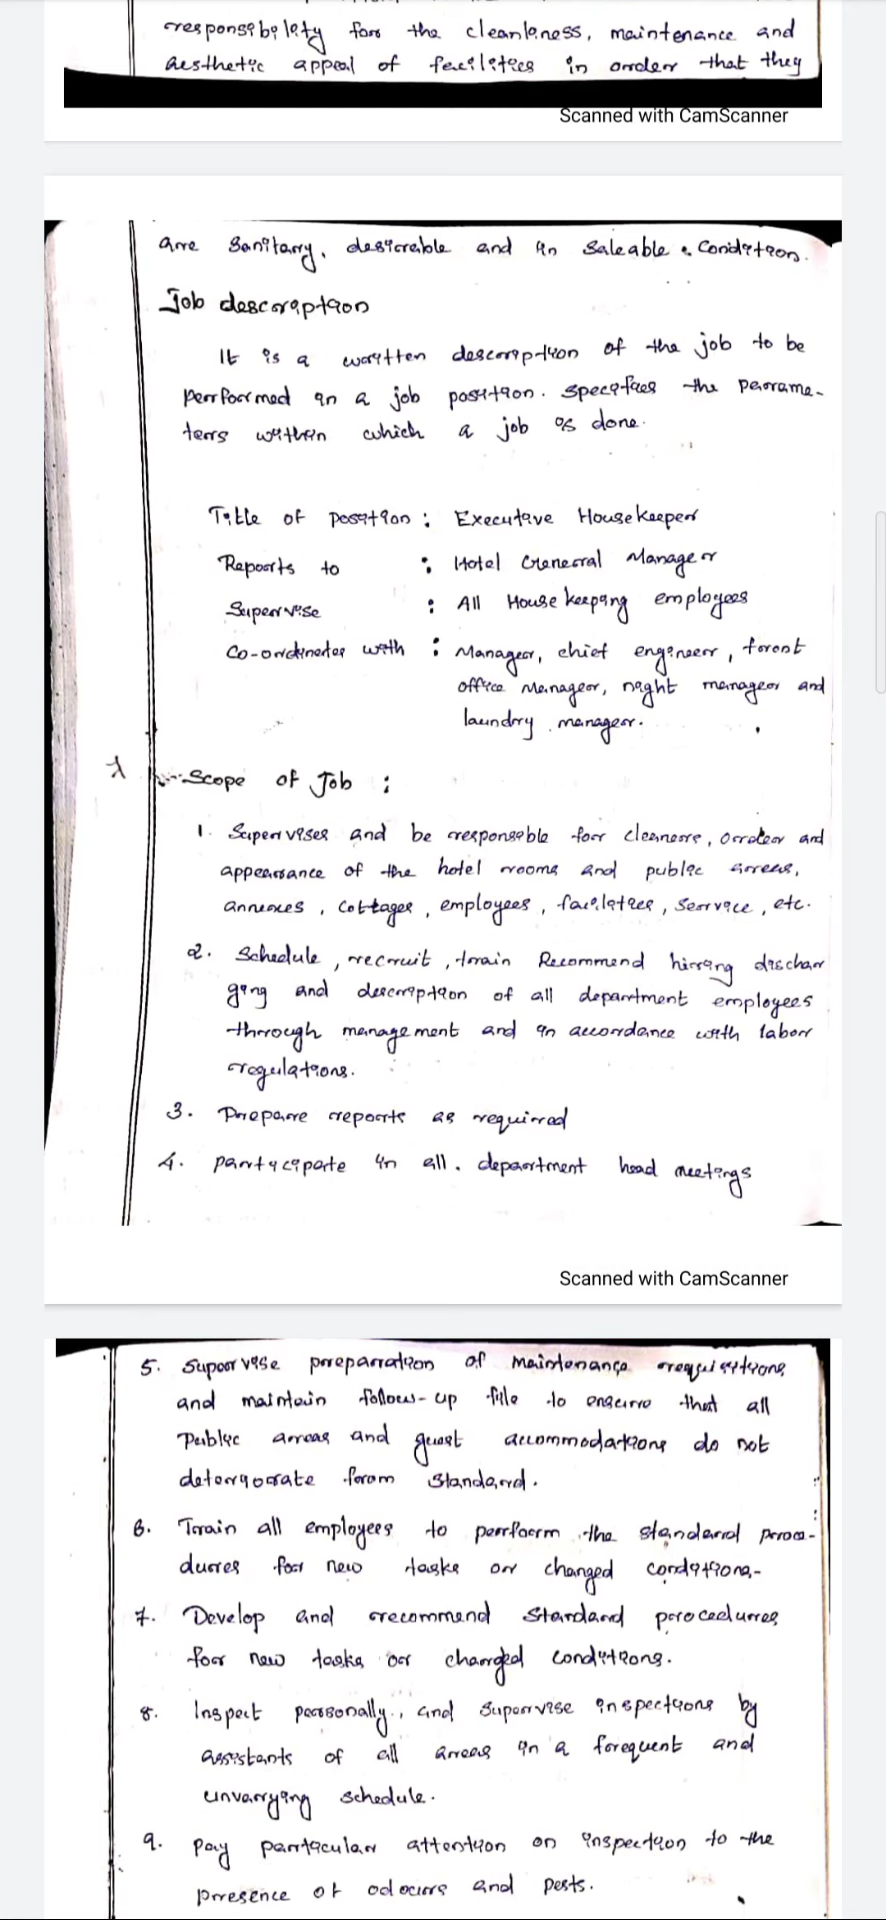 responsibility for the cleanliness, maintenance and
aesthetic appeal of facilities in order that they
Scanned with CamScanner
are sanitary, desirable and in saleable condition.
Job description
It is a written description of the job to be
performed in a job position. specifies the parame-
ters within which a job is done.
Title of position : Executive Housekeeper
Reports to : Hotel General Manager
Supervise : All House keeping employees
Co-ordinates with : Manager, chief engineer, front
office Manager, night manager and
laundry manager.
Scope of Job :
1. Supervises and be responsible for cleanness, order and
appearance of the hotel rooms and public areas,
annexes, cottages, employees, facilities, service, etc.
2. Schedule, recruit, train Recommend hiring dischar
ging and description of all department employees
through management and in accordance with labor
regulations.
3. Prepare reports as required
4. participate in all department head meetings
Scanned with CamScanner
5. Supervise preparation of maintenance requisitions
and maintain follow-up file to ensure that all
Public areas and guest accommodations do not
deteriorate from standard.
6. Train all employees to perform the standard proce-
dures for new tasks or changed conditions.-
7. Develop and recommend standard procedures
for new tasks or changed conditions.
8. Inspect personally, and supervise inspections by
assistants of all areas in a frequent and
unvarying schedule.
9. Pay particular attention on inspection to the
presence of odours and pests.